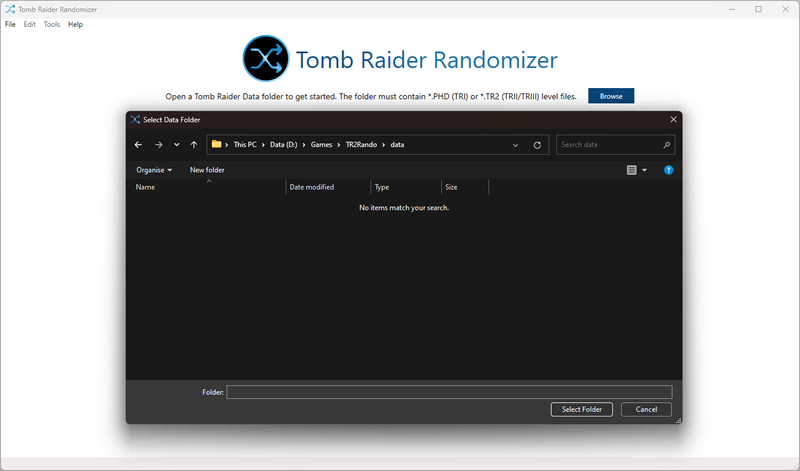 Tomb Raider Randomizer
File Edit Tools Help
Tomb Raider Randomizer
Open a Tomb Raider Data folder to get started. The folder must contain *.PHD (TRI) or *.TR2 (TRII/TRIII) level files. Browse
Select Data Folder
This PC Data (D:) Games TR2Rando data Search data
Organise New folder
Name Date modified Type Size
No items match your search.
Folder:
Select Folder Cancel